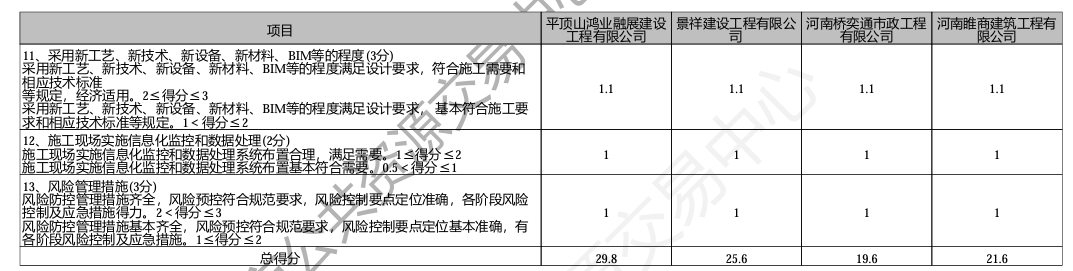 项目
平顶山鸿业融展建设工程有限公司
景祥建设工程有限公司
河南桥奕通市政工程有限公司
河南睢商建筑工程有限公司
11、采用新工艺、新技术、新设备、新材料、BIM等的程度(3分)
采用新工艺、新技术、新设备、新材料、BIM等的程度满足设计要求，符合施工需要和
相应技术标准
等规定，经济适用。2≤得分≤3
采用新工艺、新技术、新设备、新材料、BIM等的程度满足设计要求，基本符合施工要
求和相应技术标准等规定。1＜得分≤2
1.1
1.1
1.1
1.1
12、施工现场实施信息化监控和数据处理(2分)
施工现场实施信息化监控和数据处理系统布置合理，满足需要。1≤得分≤2
施工现场实施信息化监控和数据处理系统布置基本符合需要。0.5＜得分≤1
1
1
1
1
13、风险管理措施(3分)
风险防控管理措施齐全，风险预控符合规范要求，风险控制要点定位准确，各阶段风险
控制及应急措施得力。2＜得分≤3
风险防控管理措施基本齐全，风险预控符合规范要求，风险控制要点定位基本准确，有
各阶段风险控制及应急措施。1≤得分≤2
1
1
1
1
总得分
29.8
25.6
19.6
21.6
公共资源交易中心
源交易中心